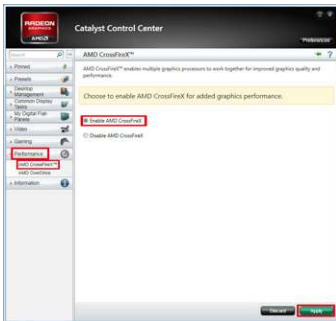 RADEON
GRAPHICS
AMD
Catalyst Control Center
Preferences
Search
AMD CrossFireX™
Pinned
Presets
Desktop
Management
Common Display
Tasks
My Digital Flat-
Panels
Video
Gaming
Performance
AMD CrossFireX™
AMD OverDrive
Information
AMD CrossFireX™ enables multiple graphics processors to work together for improved graphics quality and
performance.
Choose to enable AMD CrossFireX for added graphics performance.
Enable AMD CrossFireX
Disable AMD CrossFireX
Discard
Apply